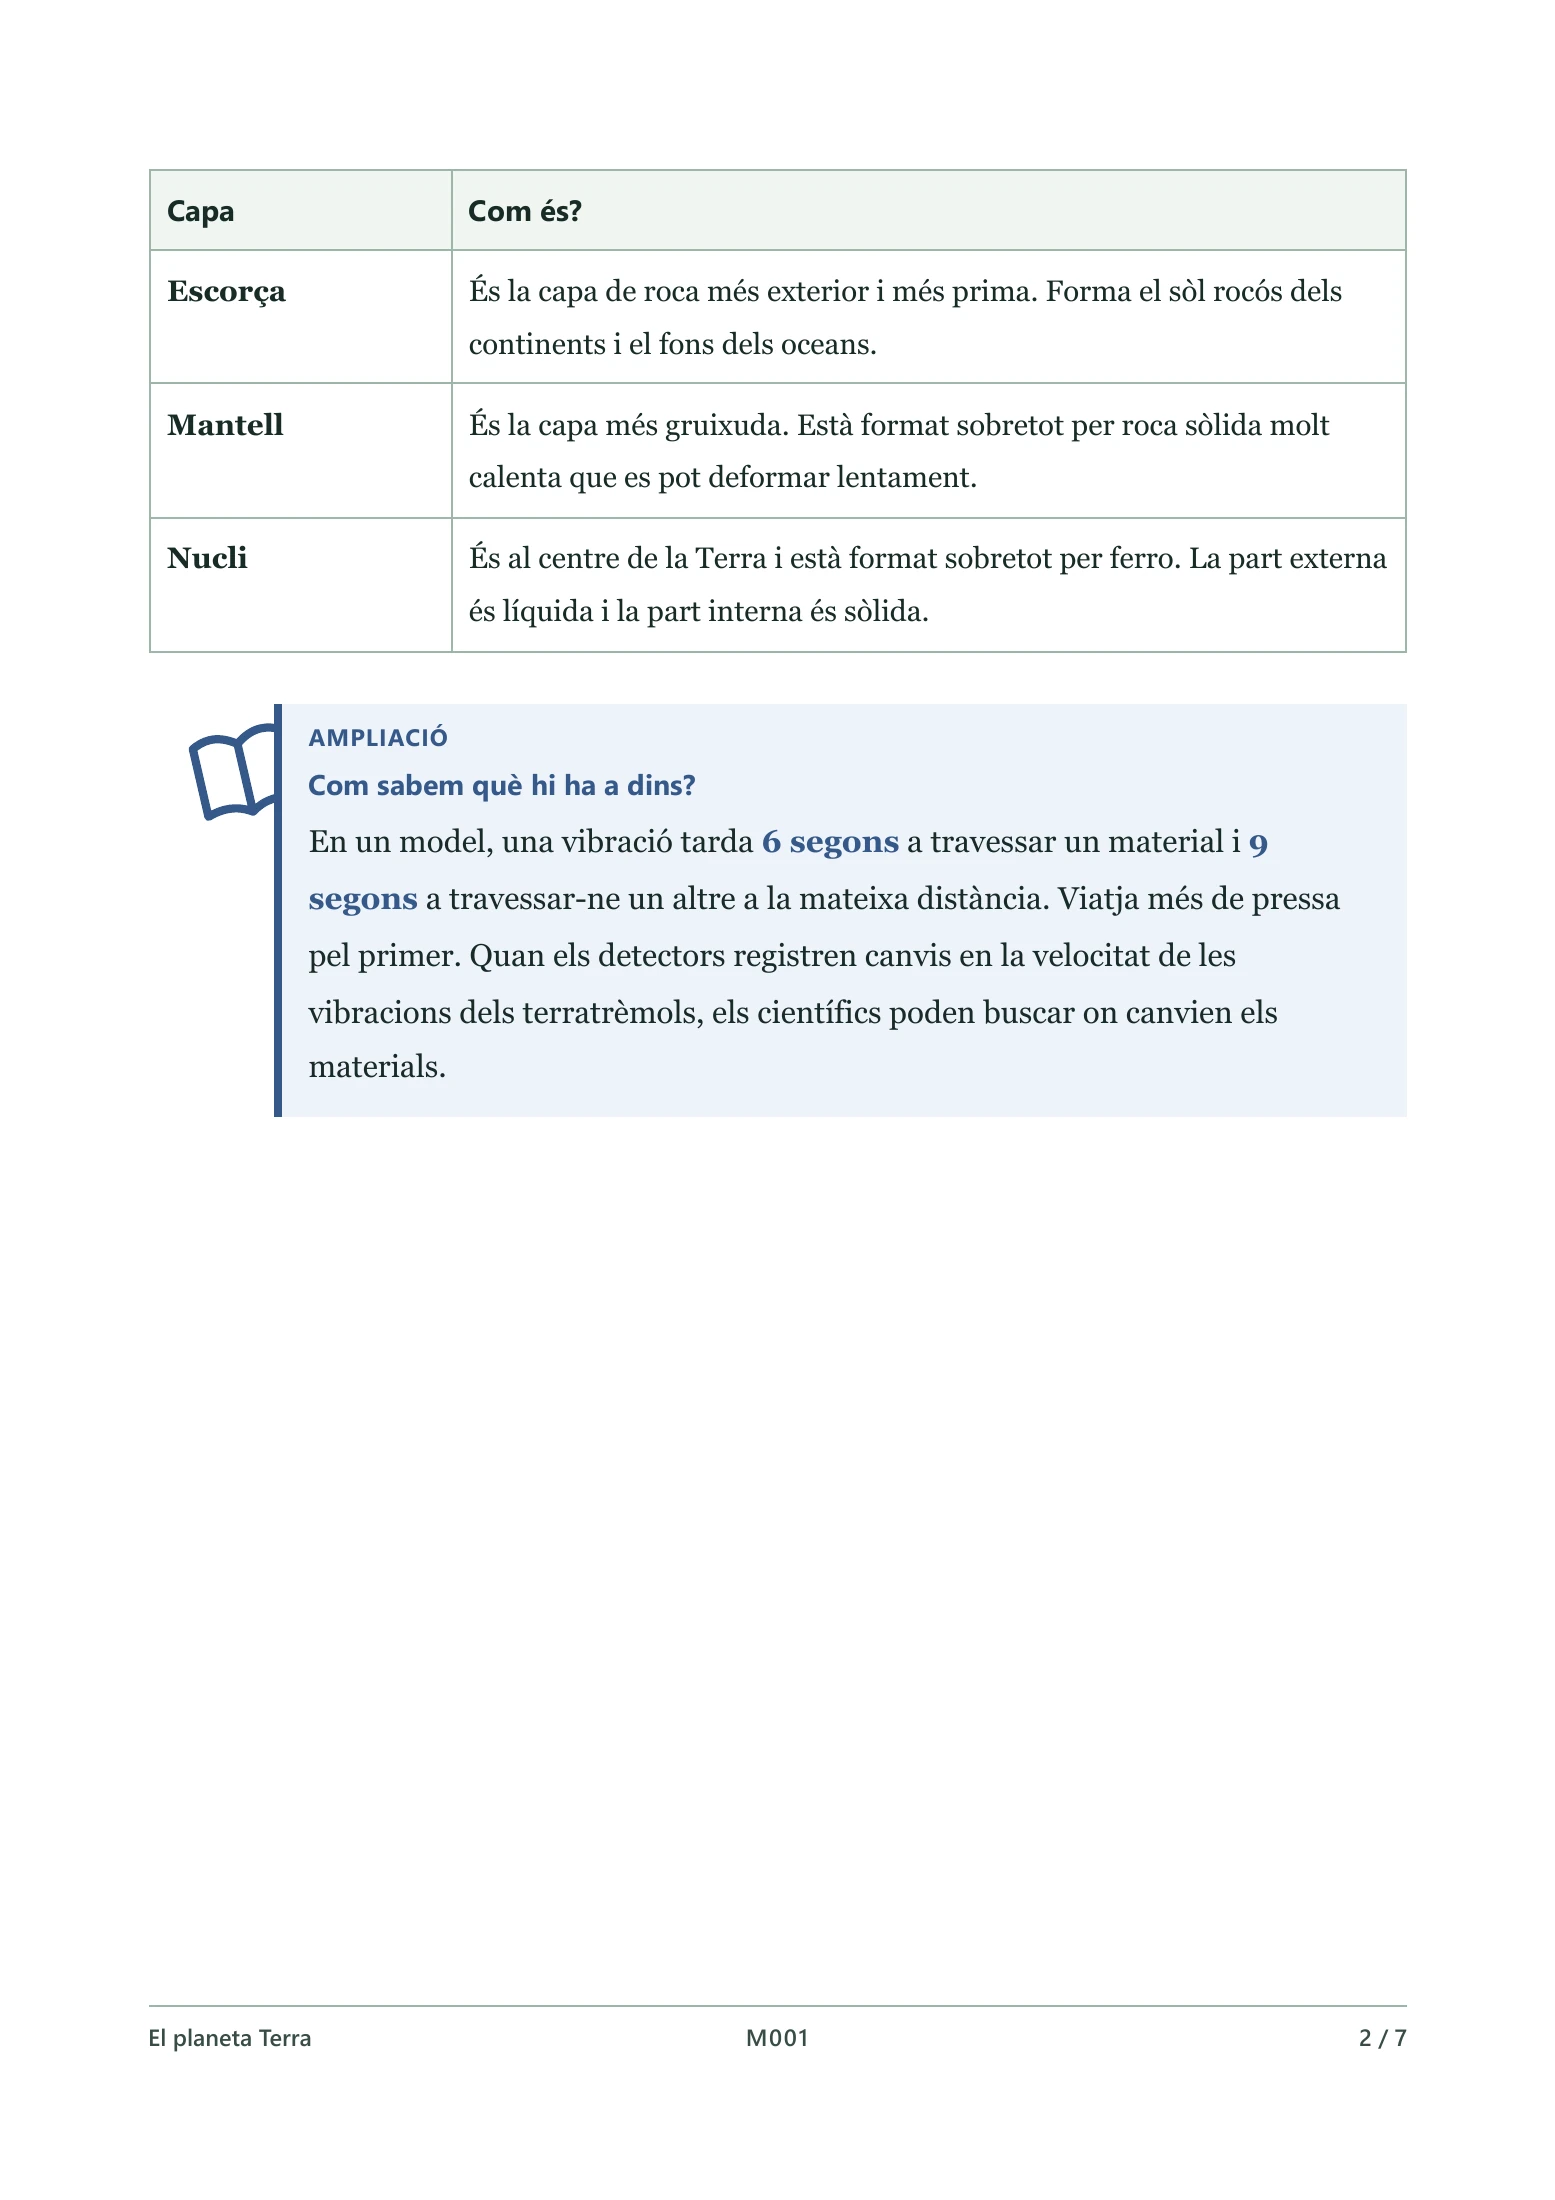 Capa
Com és?
Escorça
És la capa de roca més exterior i més prima. Forma el sòl rocós dels
continents i el fons dels oceans.
Mantell
És la capa més gruixuda. Està format sobretot per roca sòlida molt
calenta que es pot deformar lentament.
Nucli
És al centre de la Terra i està format sobretot per ferro. La part externa
és líquida i la part interna és sòlida.
AMPLIACIÓ
Com sabem què hi ha a dins?
En un model, una vibració tarda 6 segons a travessar un material i 9
segons a travessar-ne un altre a la mateixa distància. Viatja més de pressa
pel primer. Quan els detectors registren canvis en la velocitat de les
vibracions dels terratrèmols, els científics poden buscar on canvien els
materials.
El planeta Terra
M001
2 / 7